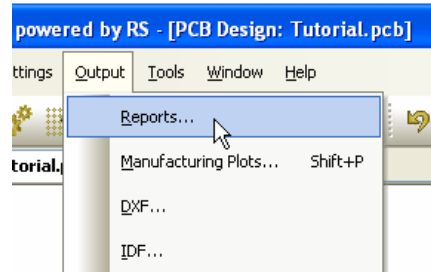 powered by RS - [PCB Design: Tutorial.pcb]
ttings Output Tools Window Help
torial.p
Reports...
Manufacturing Plots... Shift+P
DXF...
IDF...